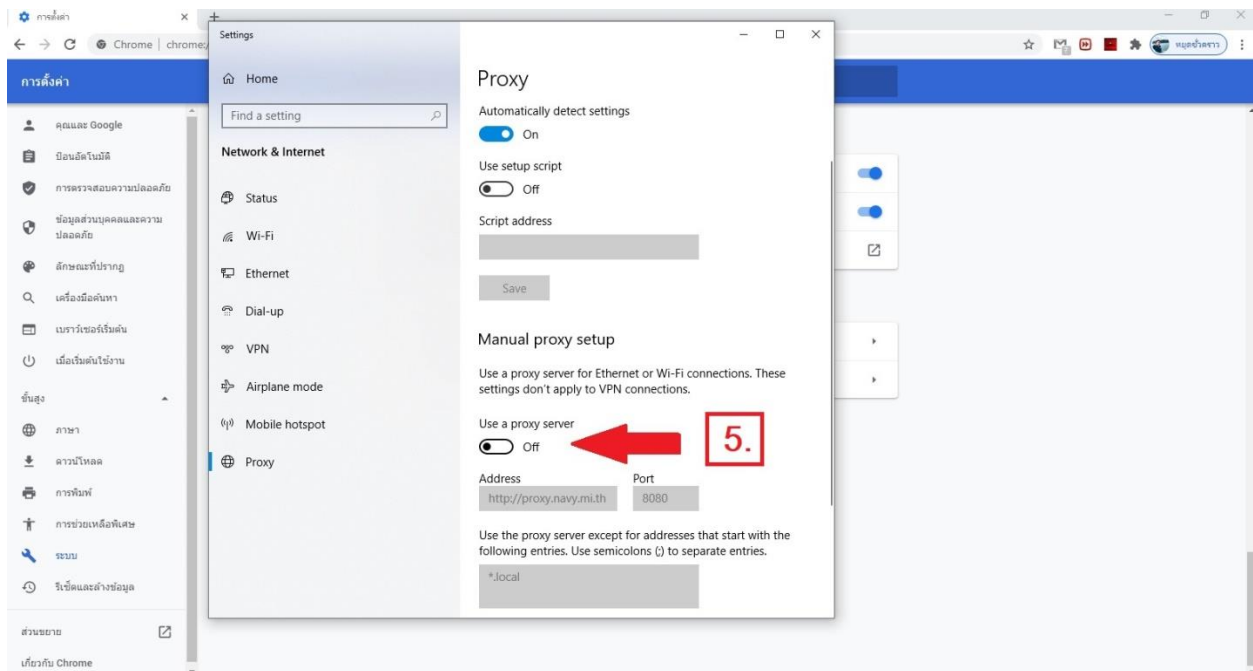 การตั้งค่า
Chrome | chrome:/
หยุดชั่วคราว
การตั้งค่า
คุณและ Google
ป้อนอัตโนมัติ
การตรวจสอบความปลอดภัย
ข้อมูลส่วนบุคคลและความ
ปลอดภัย
ลักษณะที่ปรากฏ
เครื่องมือค้นหา
เบราว์เซอร์เริ่มต้น
เมื่อเริ่มต้นใช้งาน
ขั้นสูง
ภาษา
ดาวน์โหลด
การพิมพ์
การช่วยเหลือพิเศษ
ระบบ
รีเซ็ตและล้างข้อมูล
ส่วนขยาย
เกี่ยวกับ Chrome
Settings
Home
Find a setting
Network & Internet
Status
Wi-Fi
Ethernet
Dial-up
VPN
Airplane mode
Mobile hotspot
Proxy
Proxy
Automatically detect settings
On
Use setup script
Off
Script address
Save
Manual proxy setup
Use a proxy server for Ethernet or Wi-Fi connections. These
settings don't apply to VPN connections.
Use a proxy server
Off
5.
Address Port
http://proxy.navy.mi.th 8080
Use the proxy server except for addresses that start with the
following entries. Use semicolons (;) to separate entries.
*.local